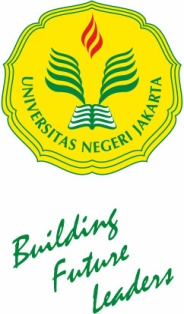 UNIVERSITAS NEGERI JAKARTA
Building
Future
Leaders